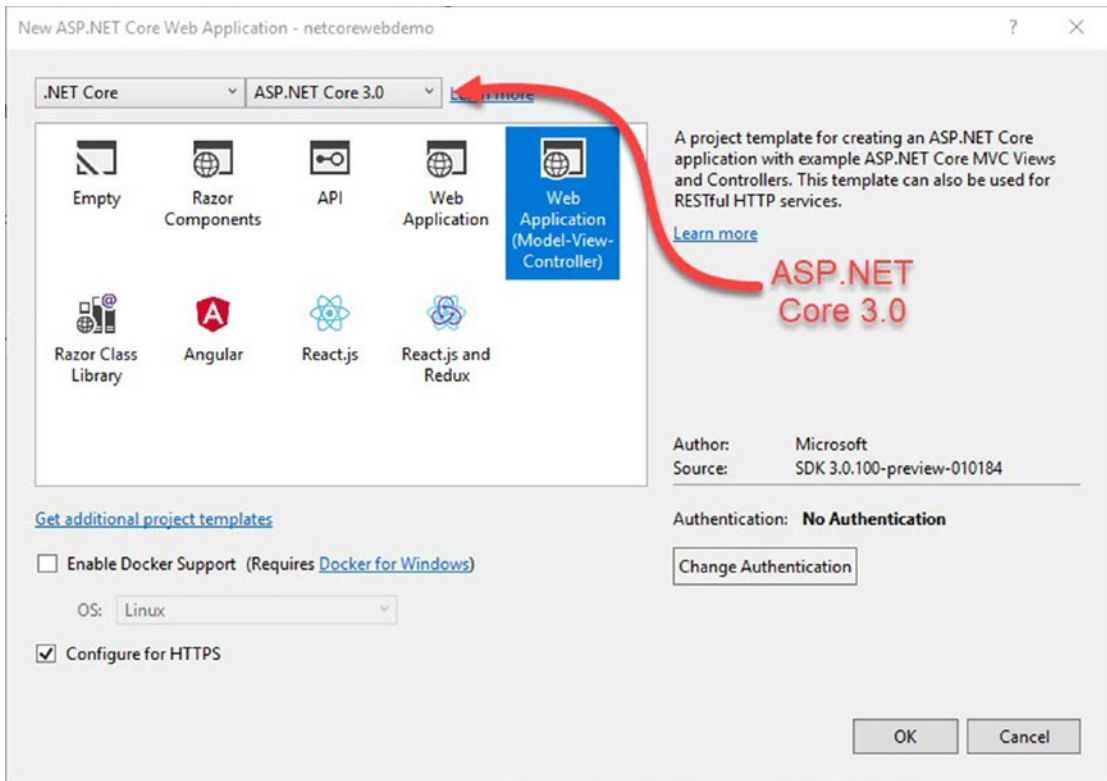 New ASP.NET Core Web Application - netcorewebdemo
.NET Core
ASP.NET Core 3.0
more
Empty
Razor
Components
API
Web
Application
Web
Application
(Model-View-
Controller)
Razor Class
Library
Angular
React.js
React.js and
Redux
A project template for creating an ASP.NET Core
application with example ASP.NET Core MVC Views
and Controllers. This template can also be used for
RESTful HTTP services.
Learn more
ASP.NET
Core 3.0
Author: Microsoft
Source: SDK 3.0.100-preview-010184
Get additional project templates
Authentication: No Authentication
Enable Docker Support (Requires Docker for Windows)
Change Authentication
OS: Linux
Configure for HTTPS
OK
Cancel